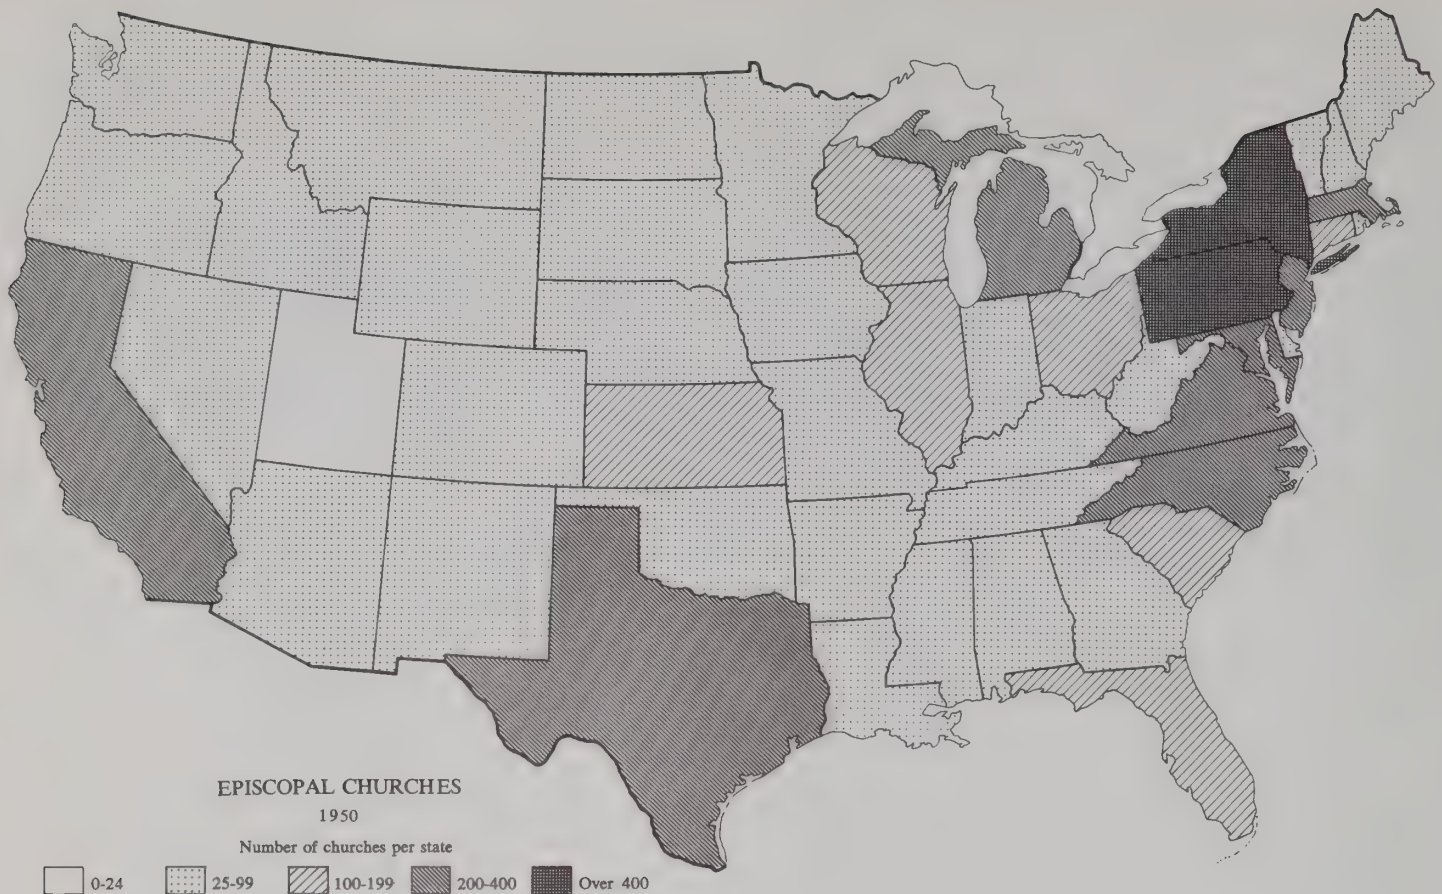 EPISCOPAL CHURCHES
1950
Number of churches per state
0-24 25-99 100-199 200-400 Over 400